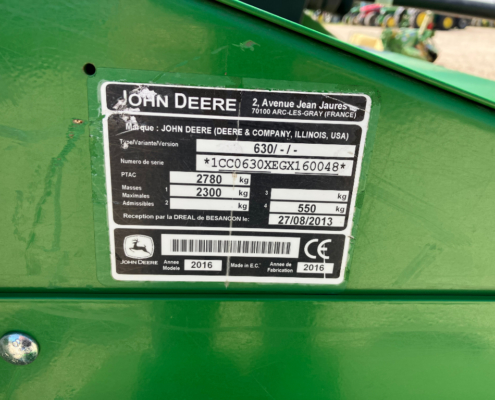 JOHN DEERE
2, Avenue Jean Jaures
70100 ARC-LES-GRAY (FRANCE)
Marque : JOHN DEERE (DEERE & COMPANY, ILLINOIS, USA)
Type/Variante/Version 630/ - / -
Numero de serie *1CC0630XEGX160048*
PTAC 2780 kg
Masses 1 2300 kg 3 kg
Maximales
Admissibles 2 kg 4 550 kg
Reception par la DREAL de BESANCON le: 27/08/2013
JOHN DEERE
CE
Annee Modele 2016 Made in E.C. Annee de Fabrication 2016